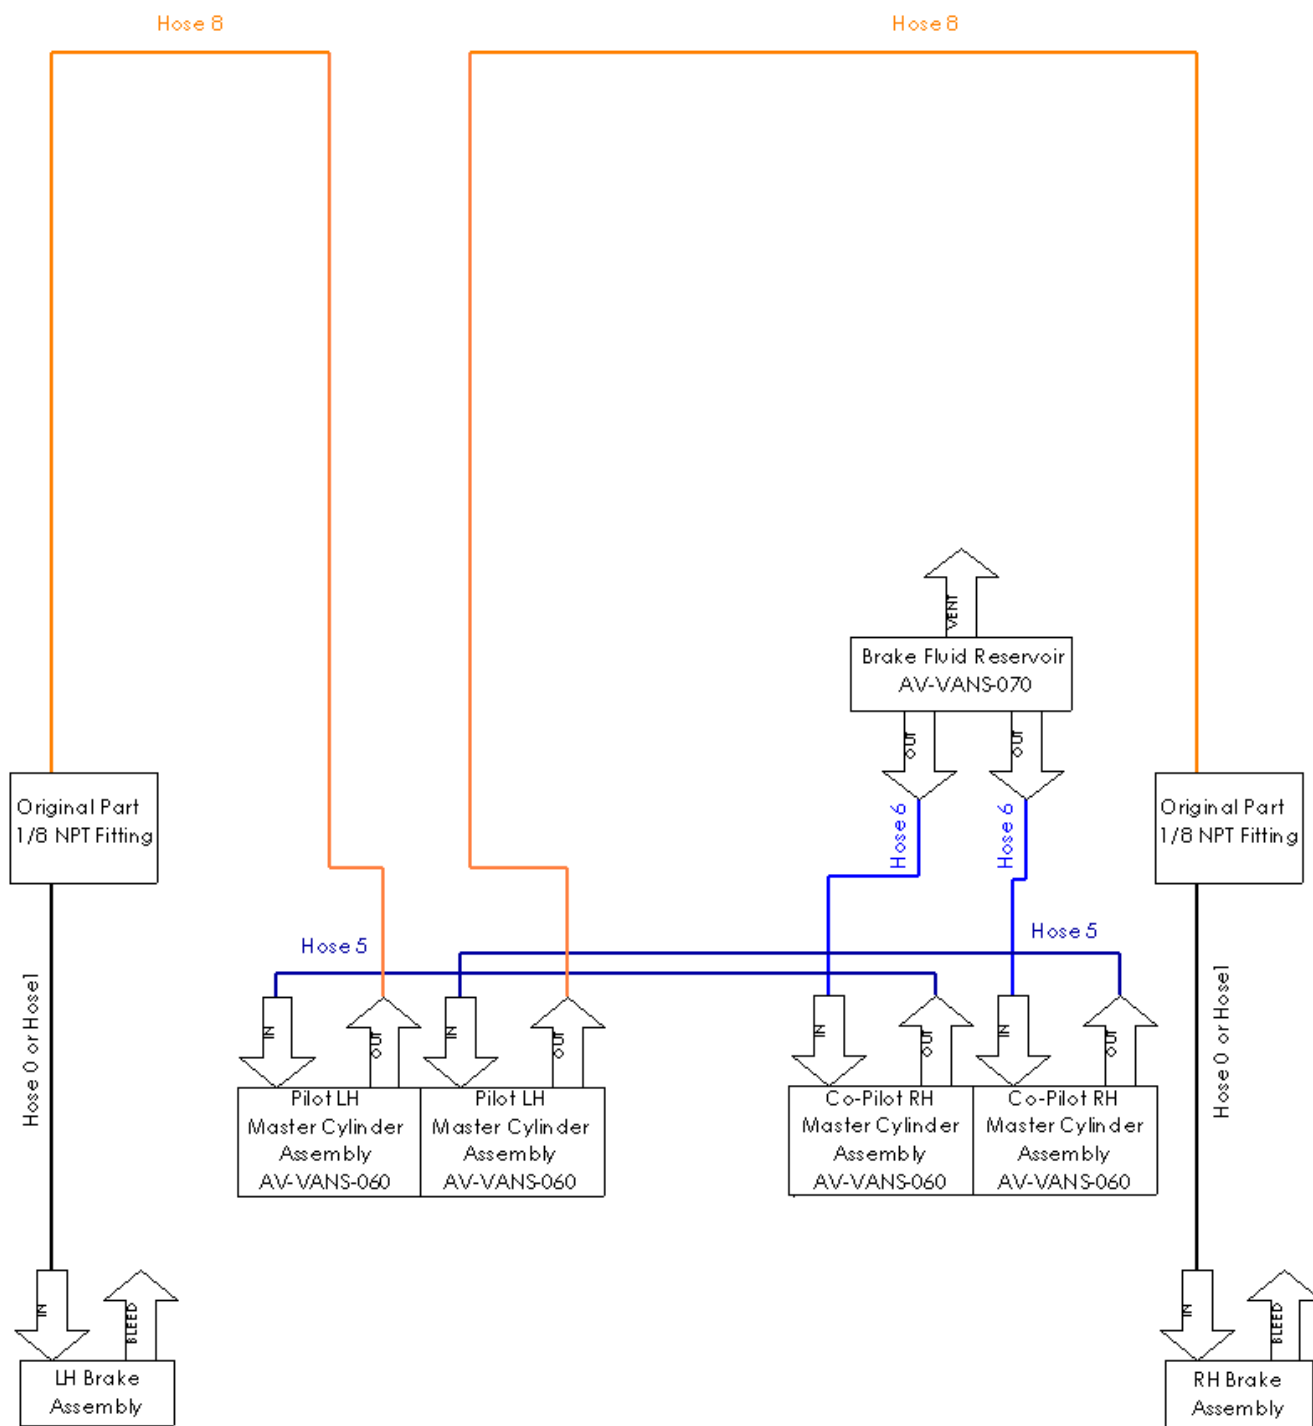 Hose 8
Hose 8
VENT
Brake Fluid Reservoir
AV-VANS-070
OUT
OUT
Original Part
1/8 NPT Fitting
Original Part
1/8 NPT Fitting
Hose 6
Hose 6
Hose 5
Hose 5
Hose 0 or Hose1
Hose 0 or Hose1
IN
OUT
IN
OUT
IN
OUT
IN
OUT
Pilot LH
Master Cylinder
Assembly
AV-VANS-060
Pilot LH
Master Cylinder
Assembly
AV-VANS-060
Co-Pilot RH
Master Cylinder
Assembly
AV-VANS-060
Co-Pilot RH
Master Cylinder
Assembly
AV-VANS-060
IN
BLEED
IN
BLEED
LH Brake
Assembly
RH Brake
Assembly